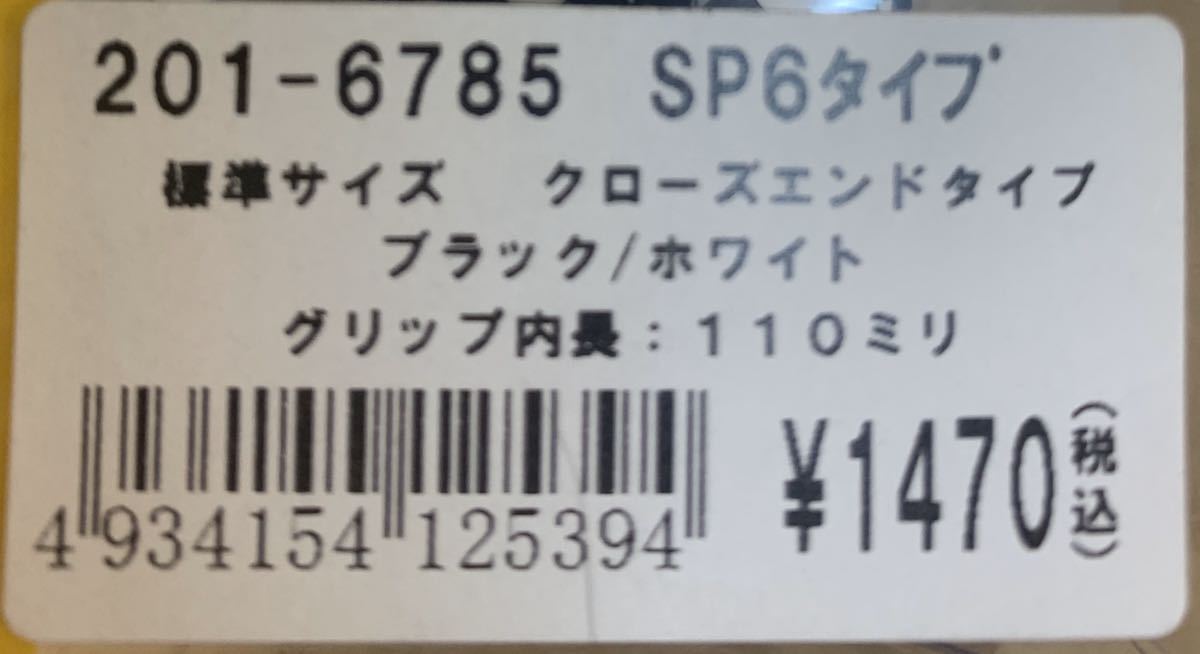 201-6785 SP6タイプ
標準サイズ クローズエンドタイプ
ブラック/ホワイト
グリップ内長：１１０ミリ
¥1470(税込)
4934154125394